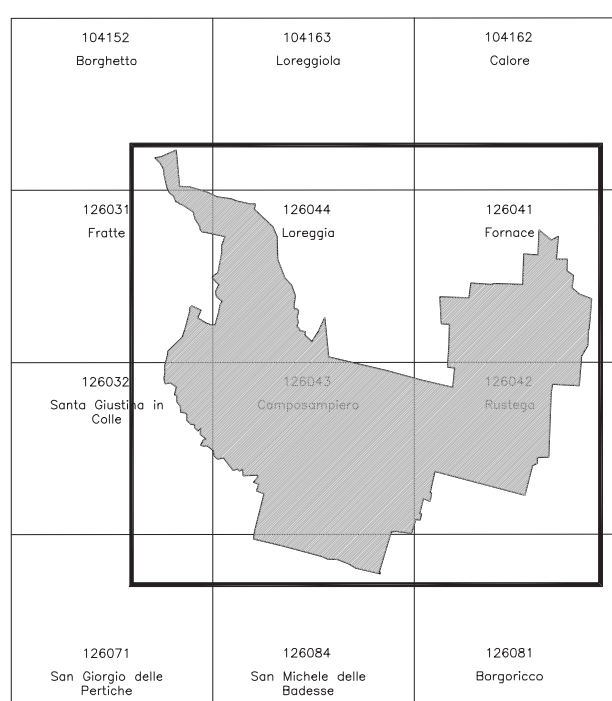 104152
Borghetto
104163
Loreggiola
104162
Calore
126031
Fratte
126044
Loreggia
126041
Fornace
126032
Santa Giustina in
Colle
126043
Camposampiero
126042
Rustega
126071
San Giorgio delle
Pertiche
126084
San Michele delle
Badesse
126081
Borgoricco